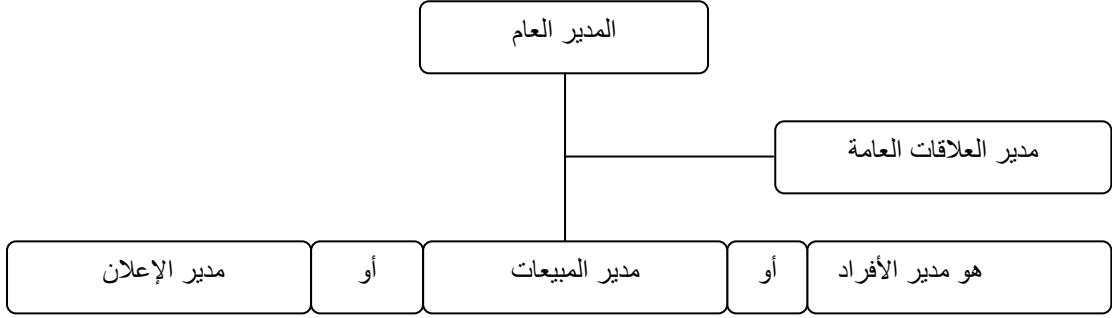 المدير العام
مدير العلاقات العامة
هو مدير الأفراد
أو
مدير المبيعات
أو
مدير الإعلان